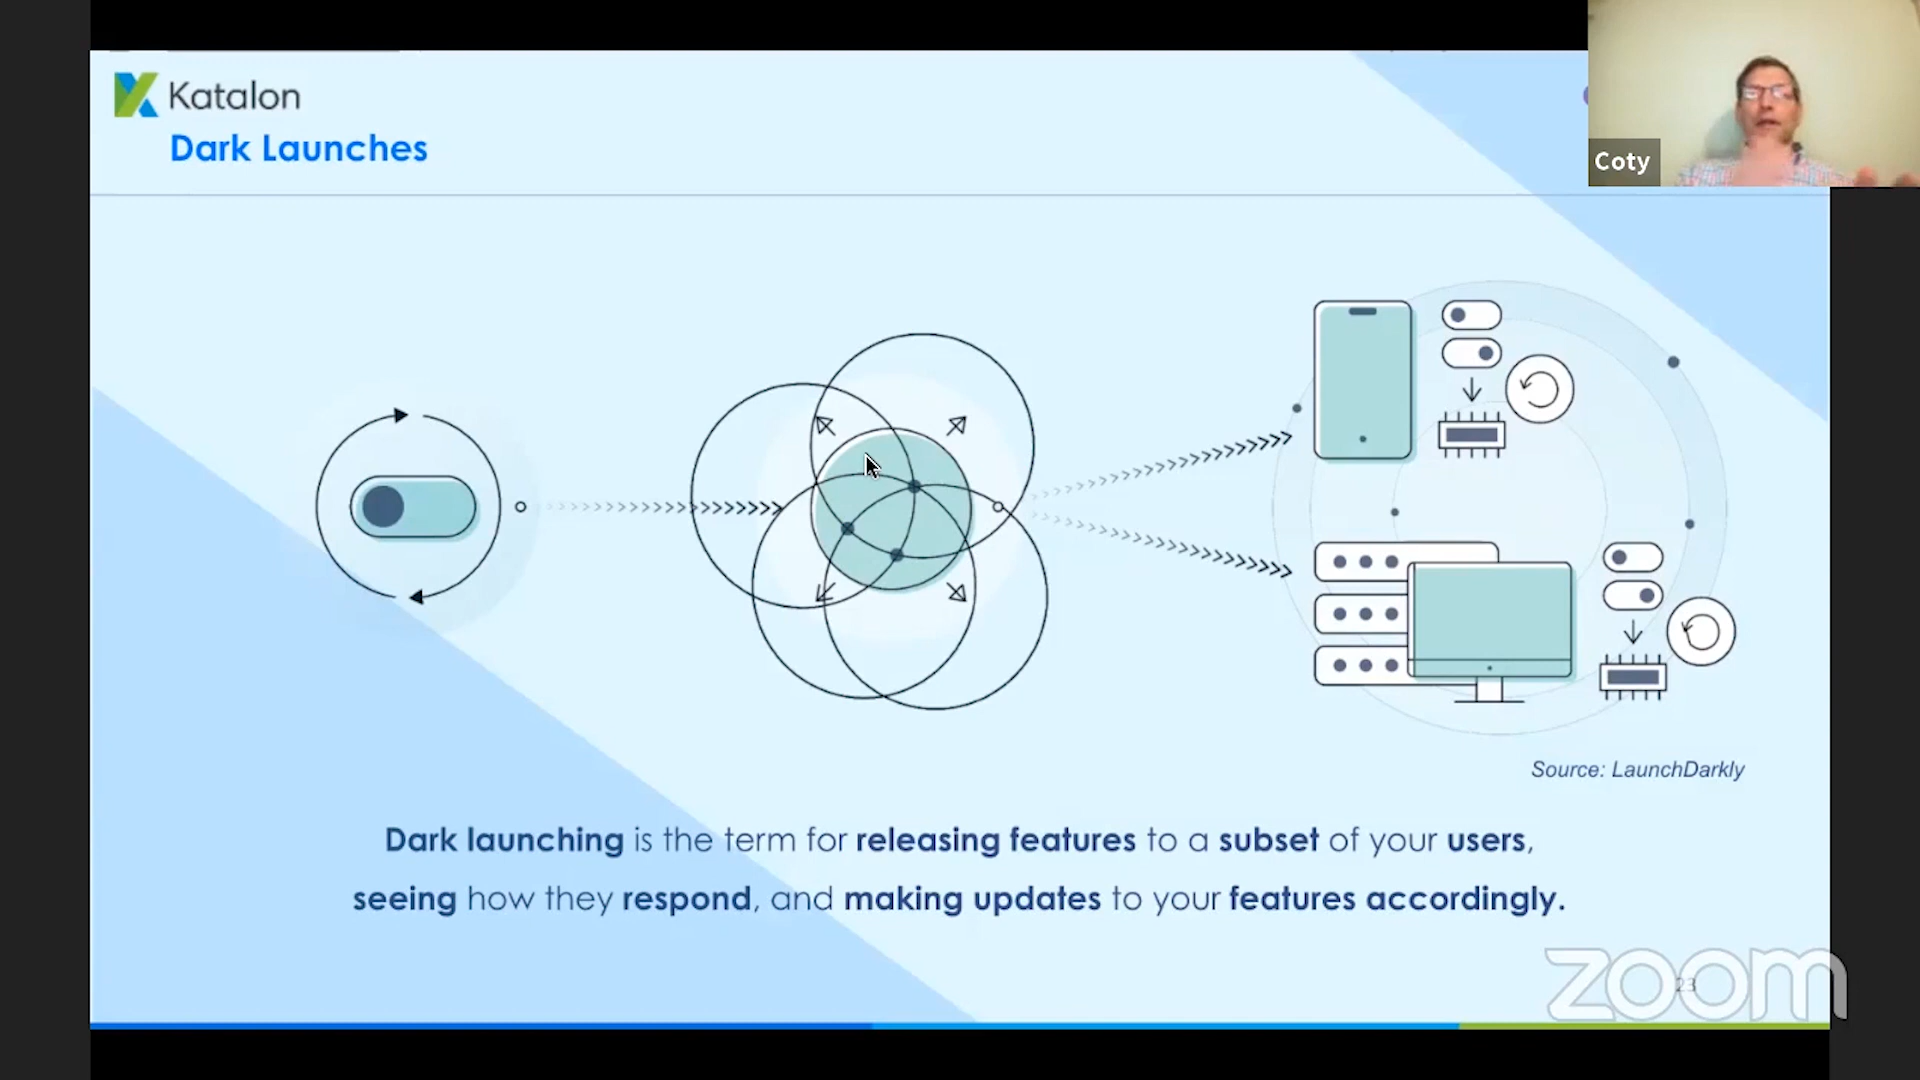 Katalon
Dark Launches
Coty
Source: LaunchDarkly
Dark launching is the term for releasing features to a subset of your users,
seeing how they respond, and making updates to your features accordingly.
23
zoom